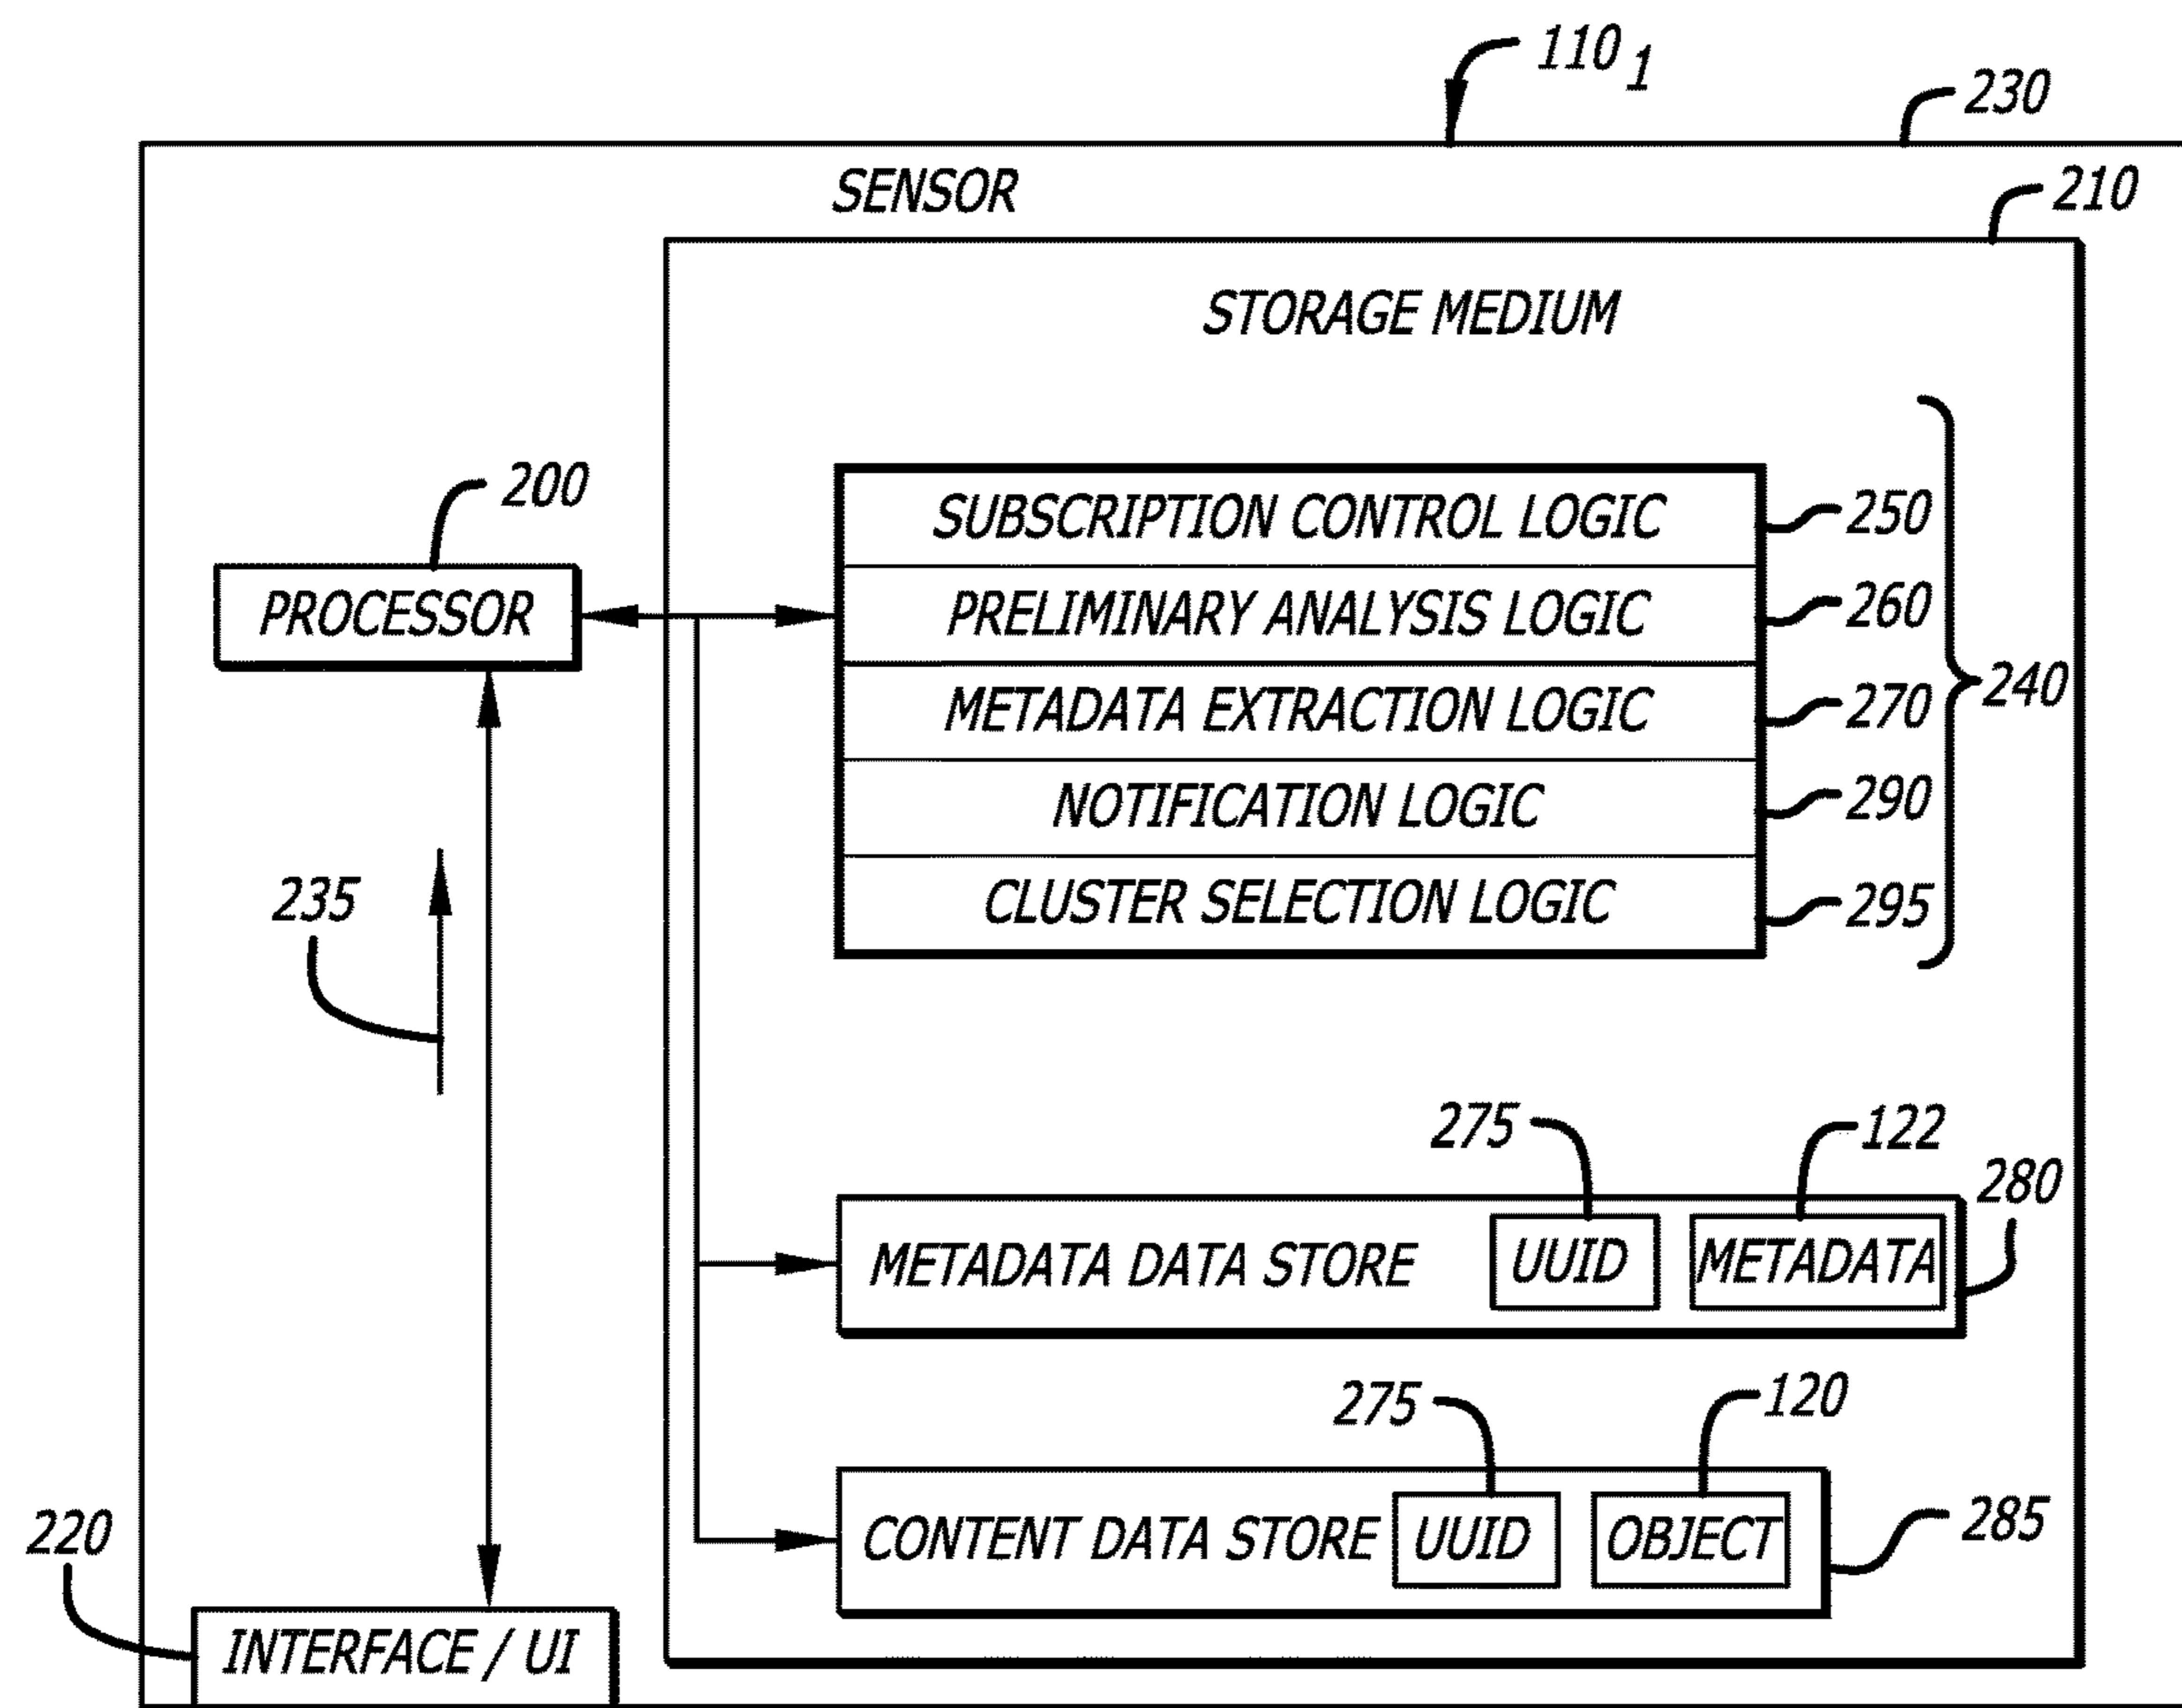 110 1
230
SENSOR
210
STORAGE MEDIUM
200
SUBSCRIPTION CONTROL LOGIC
250
PROCESSOR
PRELIMINARY ANALYSIS LOGIC
260
METADATA EXTRACTION LOGIC
270
240
NOTIFICATION LOGIC
290
235
CLUSTER SELECTION LOGIC
295
275
122
280
METADATA DATA STORE
UUID
METADATA
275
120
CONTENT DATA STORE
UUID
OBJECT
285
220
INTERFACE / UI